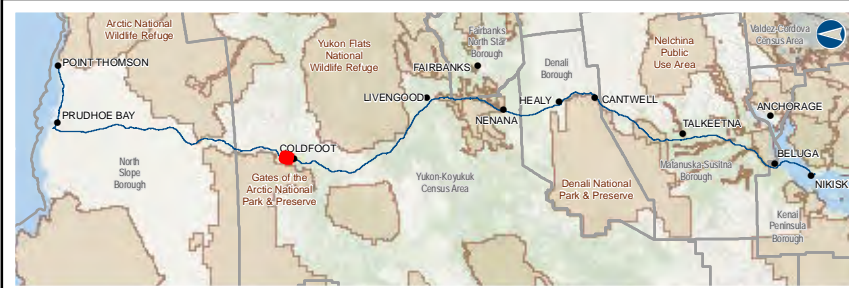 Arctic National
Wildlife Refuge
POINT THOMSON
PRUDHOE BAY
North
Slope
Borough
COLDFOOT
Gates of the
Arctic National
Park & Preserve
Yukon Flats
National
Wildlife Refuge
Fairbanks
North Star
Borough
FAIRBANKS
LIVENGOOD
NENANA
Yukon-Koyukuk
Census Area
Denali
Borough
HEALY
CANTWELL
Denali National
Park & Preserve
Nelchina
Public
Use Area
TALKEETNA
Matanuska-Susitna
Borough
Valdez-Cordova
Census Area
ANCHORAGE
BELUGA
NIKISKI
Kenai
Peninsula
Borough